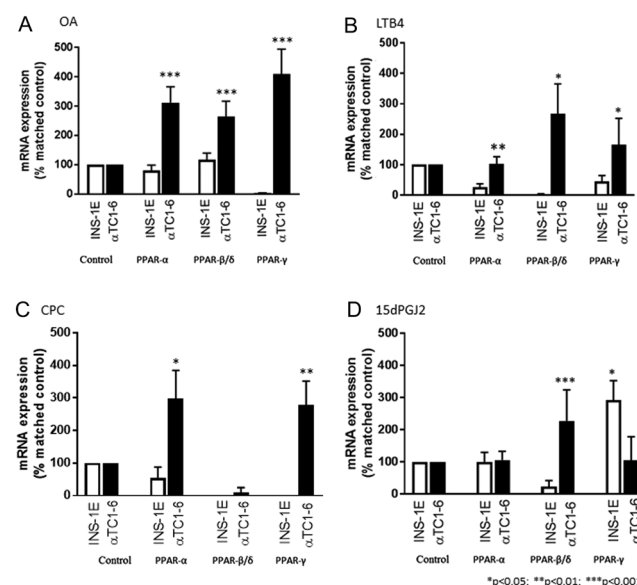 A OA
mRNA expression
(% matched control)
500
400
300
200
100
0
***
***
***
INS-1E αTC1-6 INS-1E αTC1-6 INS-1E αTC1-6 INS-1E αTC1-6
Control PPAR-α PPAR-β/δ PPAR-γ
B LTB4
mRNA expression
(% matched control)
500
400
300
200
100
0
**
*
*
INS-1E αTC1-6 INS-1E αTC1-6 INS-1E αTC1-6 INS-1E αTC1-6
Control PPAR-α PPAR-β/δ PPAR-γ
C CPC
mRNA expression
(% matched control)
500
400
300
200
100
0
*
**
INS-1E αTC1-6 INS-1E αTC1-6 INS-1E αTC1-6 INS-1E αTC1-6
Control PPAR-α PPAR-β/δ PPAR-γ
D 15dPGJ2
mRNA expression
(% matched control)
500
400
300
200
100
0
***
*
INS-1E αTC1-6 INS-1E αTC1-6 INS-1E αTC1-6 INS-1E αTC1-6
Control PPAR-α PPAR-β/δ PPAR-γ
*p<0.05; **p<0.01; ***p<0.001